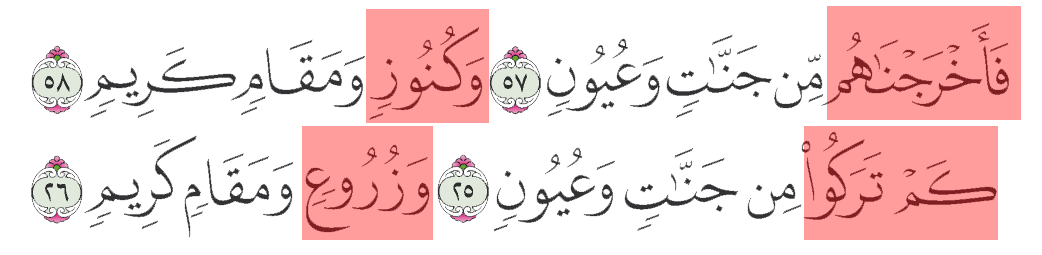 فَأَخْرَجْنَٰهُم مِّن جَنَّٰتٍ وَعُيُونٍ ٥٧ وَكُنُوزٍ وَمَقَامٍ كَرِيمٍ ٥٨
كَمْ تَرَكُوا۟ مِن جَنَّٰتٍ وَعُيُونٍ ٢٥ وَزُرُوعٍ وَمَقَامٍ كَرِيمٍ ٢٦